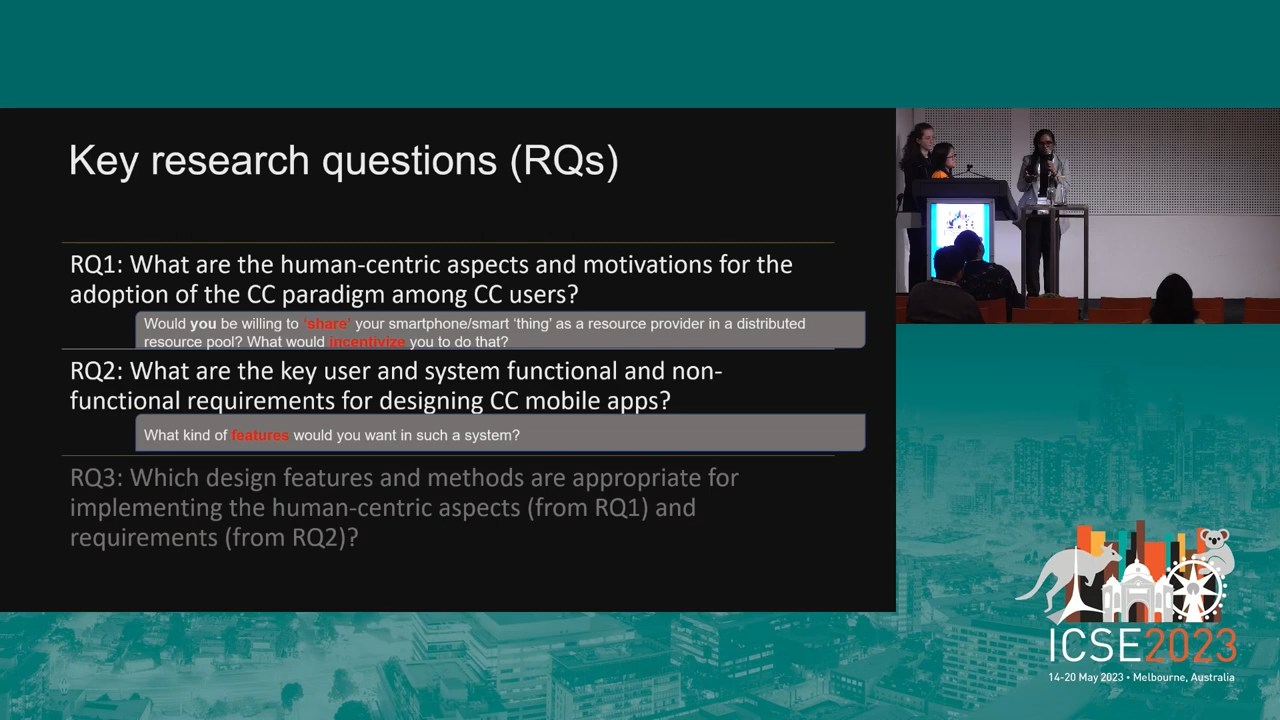 Key research questions (RQs)
RQ1: What are the human-centric aspects and motivations for the
adoption of the CC paradigm among CC users?
Would you be willing to ‘share’ your smartphone/smart ‘thing’ as a resource provider in a distributed
resource pool? What would incentivize you to do that?
RQ2: What are the key user and system functional and non-
functional requirements for designing CC mobile apps?
What kind of features would you want in such a system?
RQ3: Which design features and methods are appropriate for
implementing the human-centric aspects (from RQ1) and
requirements (from RQ2)?
ICSE2023
14-20 May 2023 • Melbourne, Australia